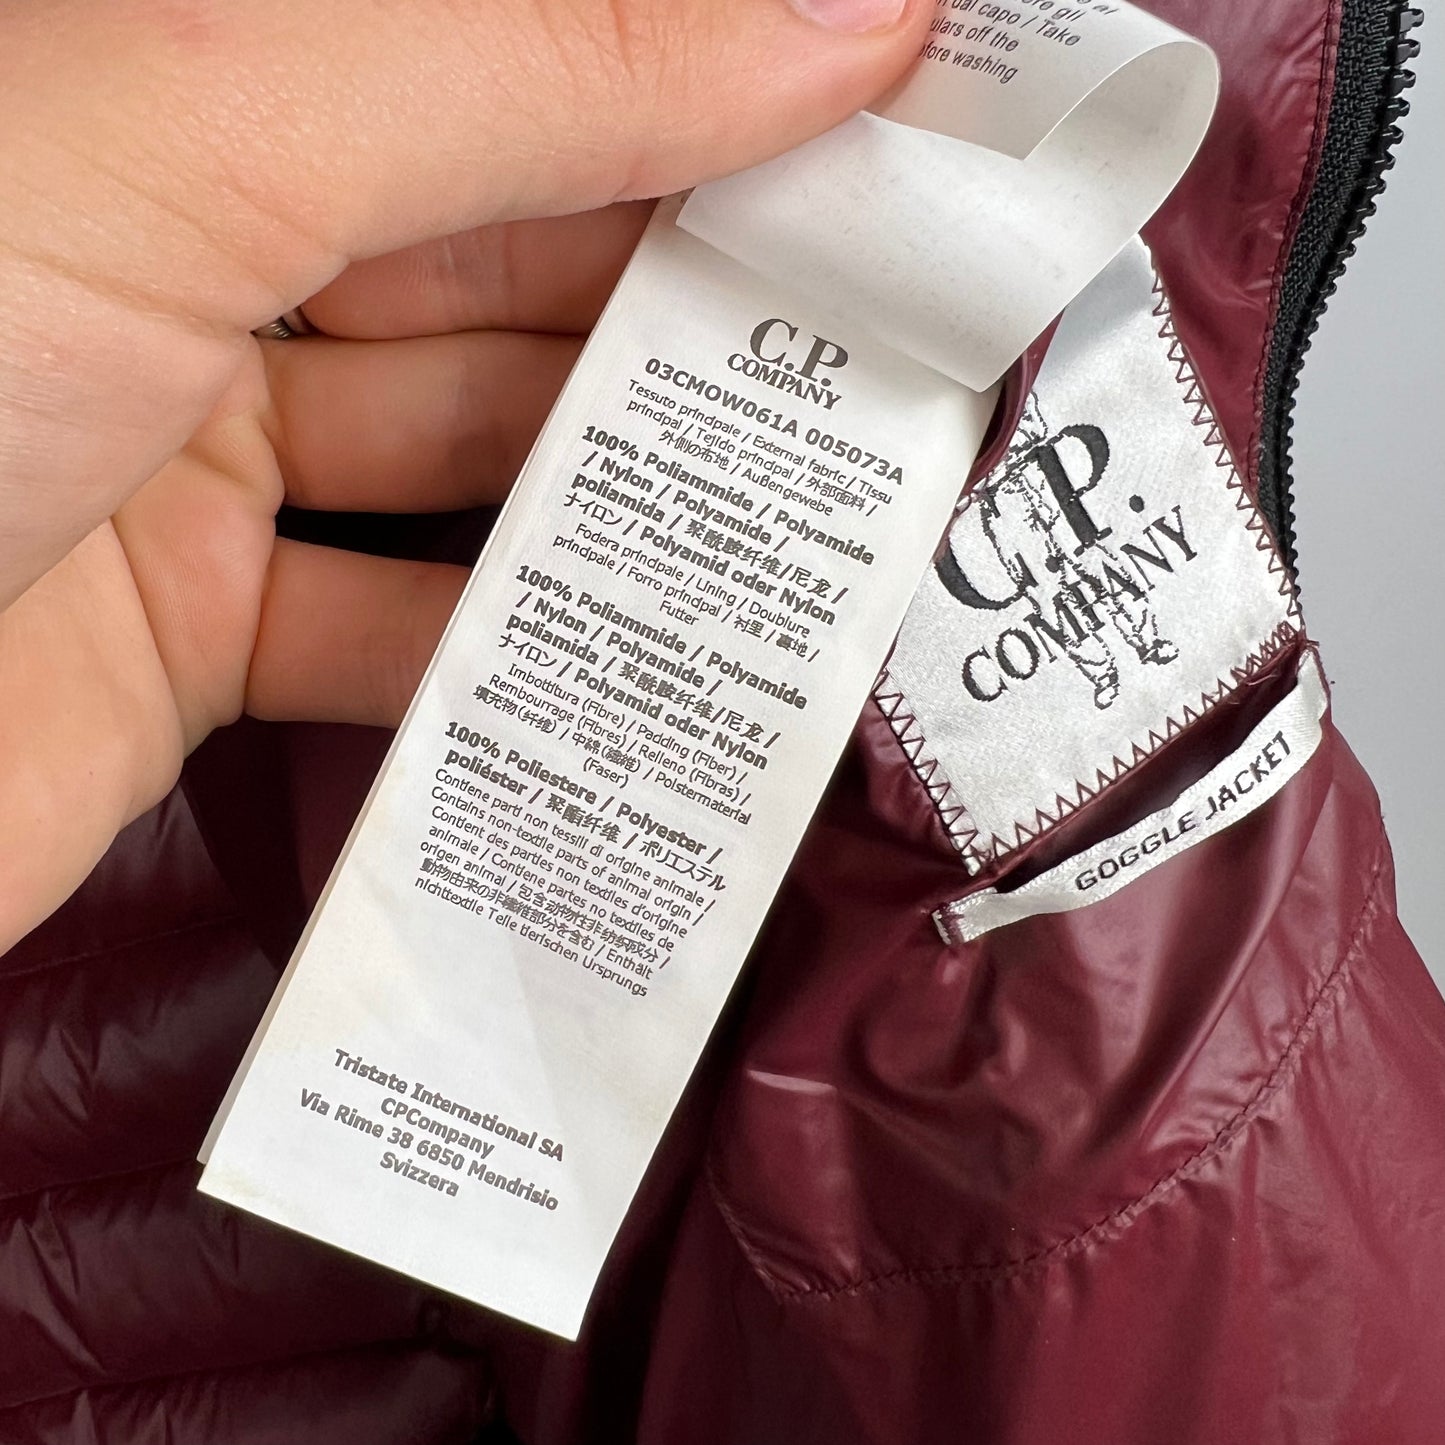 dal capo / Take
off the
before washing
C.P.
COMPANY
03CMOW061A 005073A
Tessuto principale / External fabric / Tissu
principal / Tejido principal / 外部面料 /
外側の布地 / Außengewebe
100% Poliammide / Polyamide
/ Nylon / Polyamide /
poliamida / 聚酰胺纤维/尼龙 /
ナイロン / Polyamid oder Nylon
Fodera principale / Lining / Doublure
principale / Forro principal / 衬里 / 裏地 /
Futter
100% Poliammide / Polyamide
/ Nylon / Polyamide /
poliamida / 聚酰胺纤维/尼龙 /
ナイロン / Polyamid oder Nylon
Imbottitura (Fibre) / Padding (Fiber) /
Rembourrage (Fibres) / Relleno (Fibras) /
填充物(纤维) / 中綿(繊維) / Polstermaterial
(Faser)
100% Poliestere / Polyester /
poliéster / 聚酯纤维 / ポリエステル
Contiene parti non tessili di origine animale /
Contains non-textile parts of animal origin /
Contient des parties non textiles d'origine
animale / Contiene partes no textiles de
origen animal / 包含动物性非纺织成分 /
動物由来の非繊維部分を含む / Enthält
nichttextile Teile tierischen Ursprungs
Tristate International SA
CPCompany
Via Rime 38 6850 Mendrisio
Svizzera
C.P.
COMPANY
GOGGLE JACKET